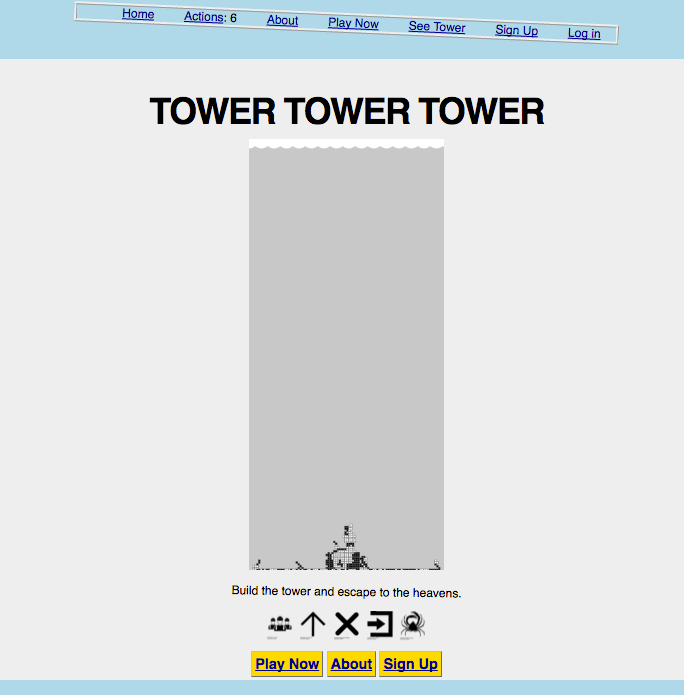 Home Actions: 6 About Play Now See Tower Sign Up Log in
TOWER TOWER TOWER
Build the tower and escape to the heavens.
Play Now About Sign Up